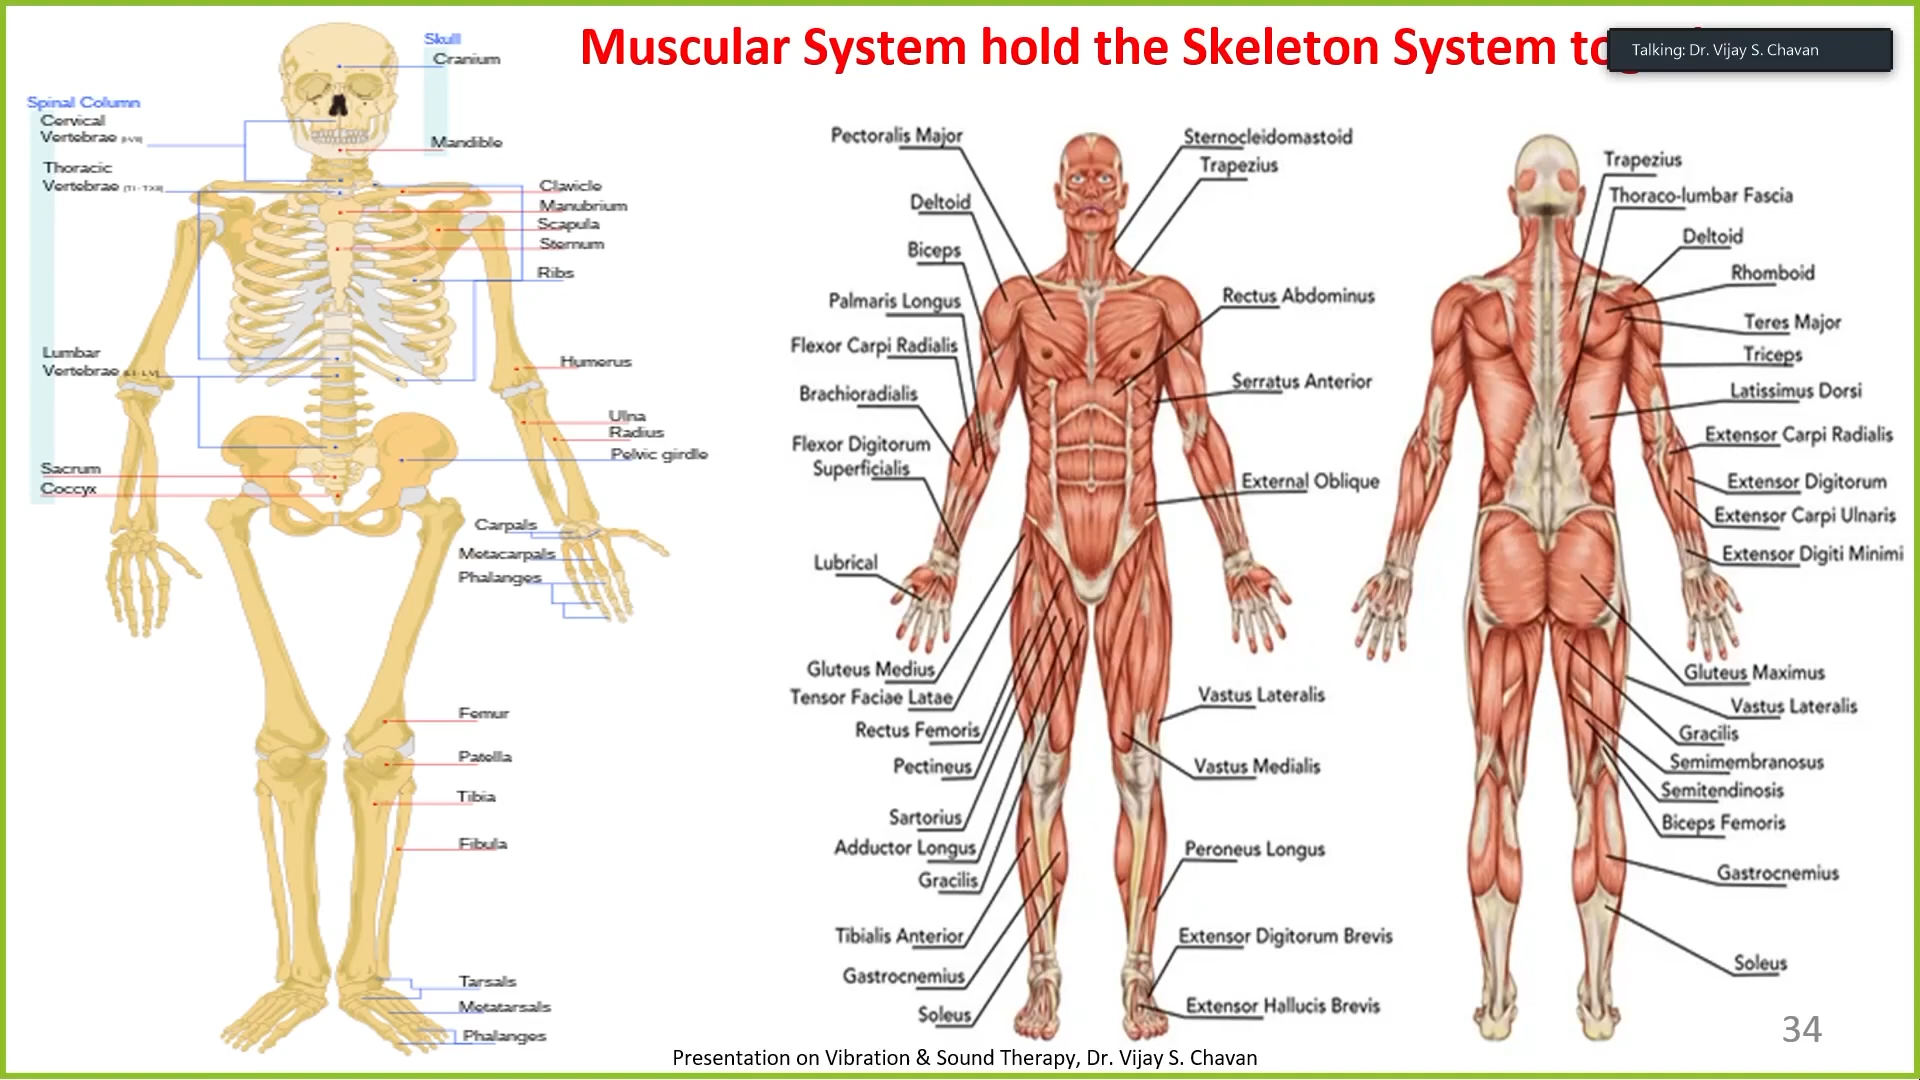 Muscular System hold the Skeleton System
Talking: Dr. Vijay S. Chavan
Skull
Cranium
Mandible
Spinal Column
Cervical
Vertebrae
Thoracic
Vertebrae
Lumbar
Vertebrae
Sacrum
Coccyx
Clavicle
Manubrium
Scapula
Sternum
Ribs
Humerus
Ulna
Radius
Pelvic girdle
Carpals
Metacarpals
Phalanges
Femur
Patella
Tibia
Fibula
Tarsals
Metatarsals
Phalanges
Pectoralis Major
Deltoid
Biceps
Palmaris Longus
Flexor Carpi Radialis
Brachioradialis
Flexor Digitorum
Superficialis
Lubrical
Gluteus Medius
Tensor Faciae Latae
Rectus Femoris
Pectineus
Sartorius
Adductor Longus
Gracilis
Tibialis Anterior
Gastrocnemius
Soleus
Sternocleidomastoid
Trapezius
Rectus Abdominus
Serratus Anterior
External Oblique
Vastus Lateralis
Vastus Medialis
Peroneus Longus
Extensor Digitorum Brevis
Extensor Hallucis Brevis
Trapezius
Thoraco-lumbar Fascia
Deltoid
Rhomboid
Teres Major
Triceps
Latissimus Dorsi
Extensor Carpi Radialis
Extensor Digitorum
Extensor Carpi Ulnaris
Extensor Digiti Minimi
Gluteus Maximus
Vastus Lateralis
Gracilis
Semimembranosus
Semitendinosis
Biceps Femoris
Gastrocnemius
Soleus
34
Presentation on Vibration & Sound Therapy, Dr. Vijay S. Chavan